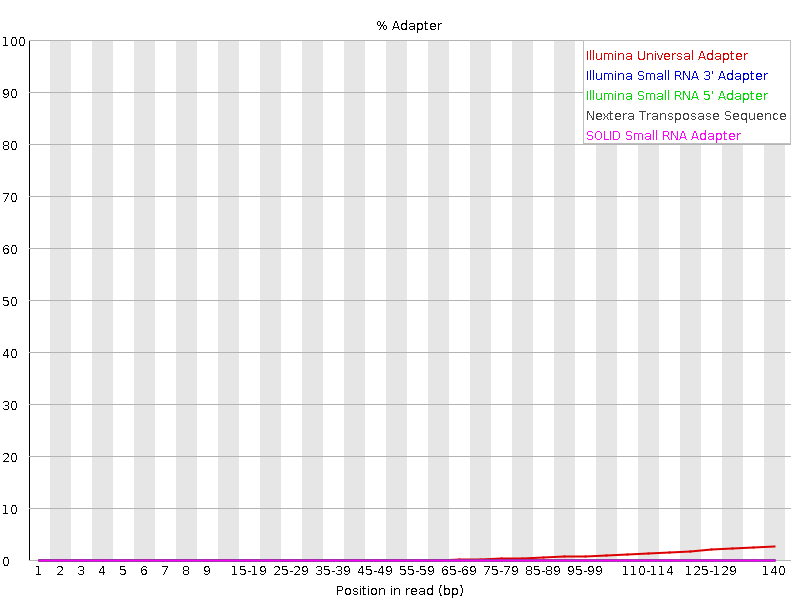 % Adapter
100
90
80
70
60
50
40
30
20
10
0
Illumina Universal Adapter
Illumina Small RNA 3' Adapter
Illumina Small RNA 5' Adapter
Nextera Transposase Sequence
SOLID Small RNA Adapter
1 2 3 4 5 6 7 8 9 15-19 25-29 35-39 45-49 55-59 65-69 75-79 85-89 95-99 110-114 125-129 140
Position in read (bp)